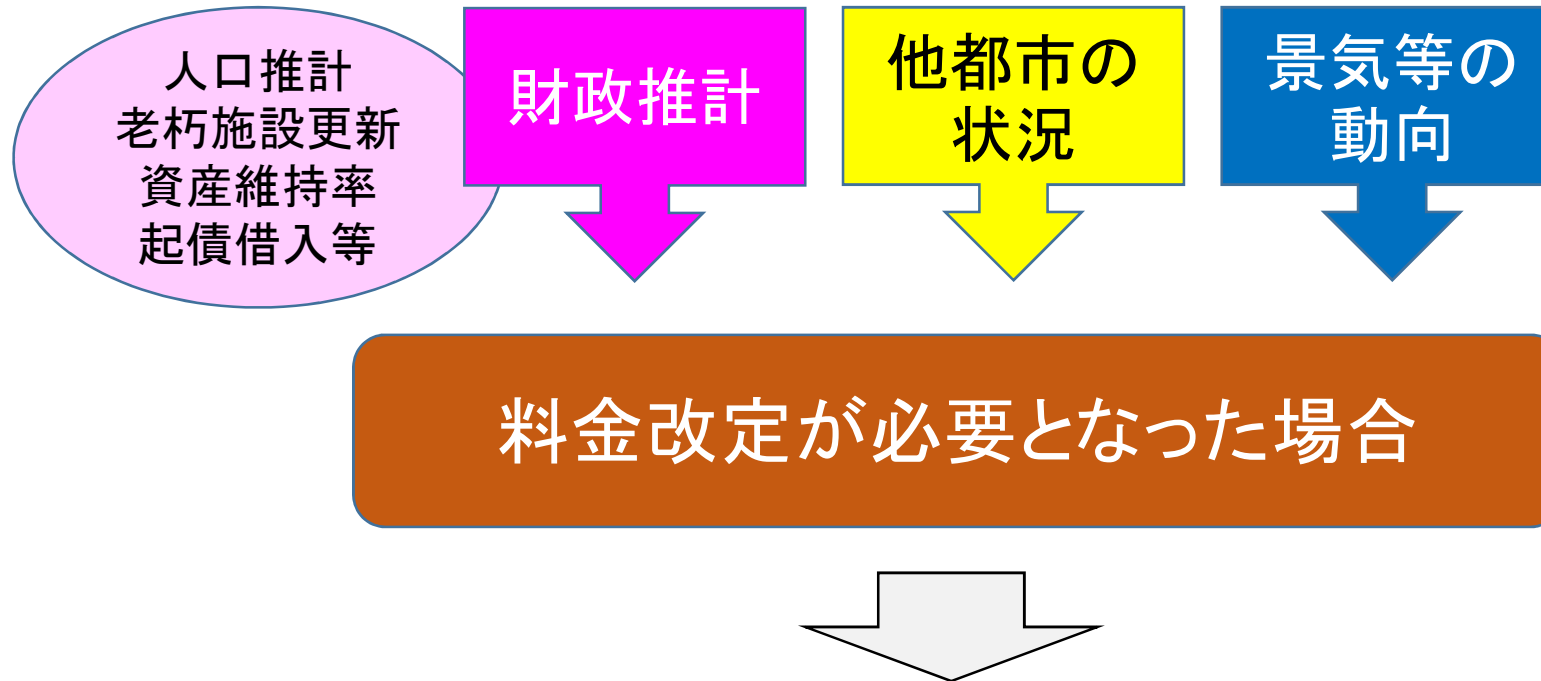 人口推計
老朽施設更新
資産維持率
起債借入等
財政推計
他都市の
状況
景気等の
動向
料金改定が必要となった場合